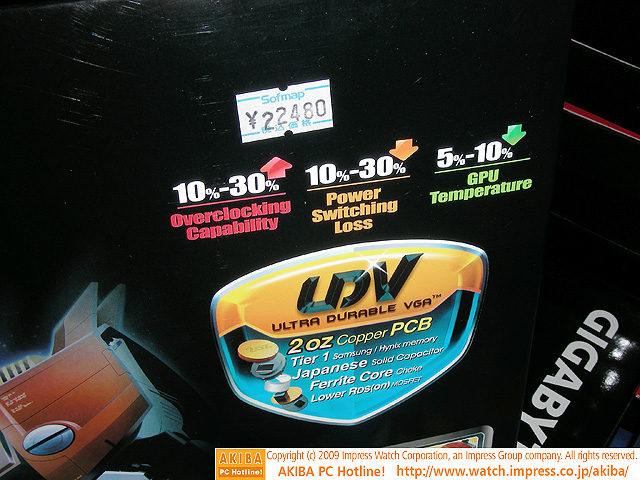 Sofmap
¥22480
10%-30%
Overclocking
Capability
10%-30%
Power
Switching
Loss
5%-10%
GPU
Temperature
UDV
ULTRA DURABLE VGA™
2 oz Copper PCB
Tier 1 Samsung / Hynix memory
Japanese Solid Capacitor
Ferrite Core Choke
Lower RDS(on) MOSFET
GIGABY
AKIBA
PC Hotline!
Copyright (c) 2009 Impress Watch Corporation, an Impress Group company. All rights reserved.
AKIBA PC Hotline! http://www.watch.impress.co.jp/akiba/